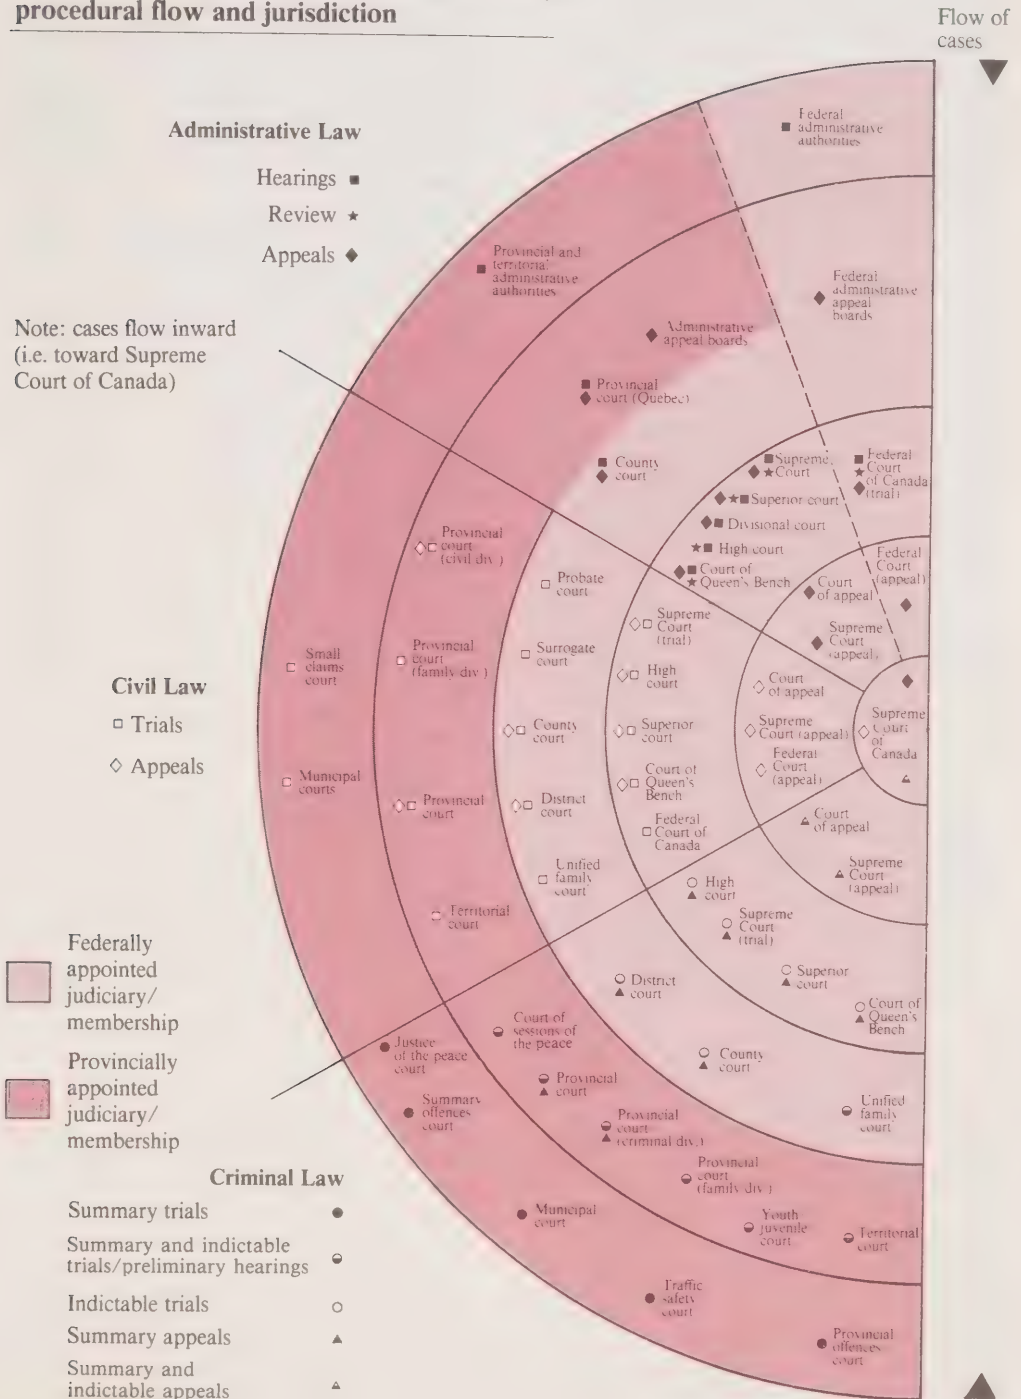 procedural flow and jurisdiction
Flow of
cases
Administrative Law
Hearings ■
Review ★
Appeals ◆
Note: cases flow inward
(i.e. toward Supreme
Court of Canada)
Federal
administrative
authorities
Provincial and
territorial
administrative
authorities
Federal
administrative
appeal
boards
Administrative
appeal boards
Provincial
court (Quebec)
County
court
Supreme
Court
Superior court
Divisional court
High court
Court of
Queen's Bench
Federal
Court
of Canada
(trial)
Federal
Court
(appeal)
Court
of appeal
Supreme
Court
(appeal)
Civil Law
□ Trials
◇ Appeals
Small
claims
court
Municipal
courts
Provincial
court
(civil div.)
Provincial
court
(family div.)
Provincial
court
Territorial
court
Probate
court
Surrogate
court
County
court
District
court
Unified
family
court
Supreme
Court
(trial)
High
court
Superior
court
Court of
Queen's
Bench
Federal
Court of
Canada
Court
of appeal
Supreme
Court (appeal)
Federal
Court
(appeal)
Supreme
Court
of
Canada
Court
of appeal
Supreme
Court
(appeal)
High
court
Supreme
Court
(trial)
Superior
court
Court of
Queen's
Bench
District
court
County
court
Unified
family
court
Court of
sessions of
the peace
Provincial
court
Provincial
court
(criminal div.)
Provincial
court
(family div.)
Youth
juvenile
court
Territorial
court
Justice
of the peace
court
Summary
offences
court
Municipal
court
Traffic
safety
court
Provincial
offences
court
Federally
appointed
judiciary/
membership
Provincially
appointed
judiciary/
membership
Criminal Law
Summary trials
Summary and indictable
trials/preliminary hearings
Indictable trials
Summary appeals
Summary and
indictable appeals